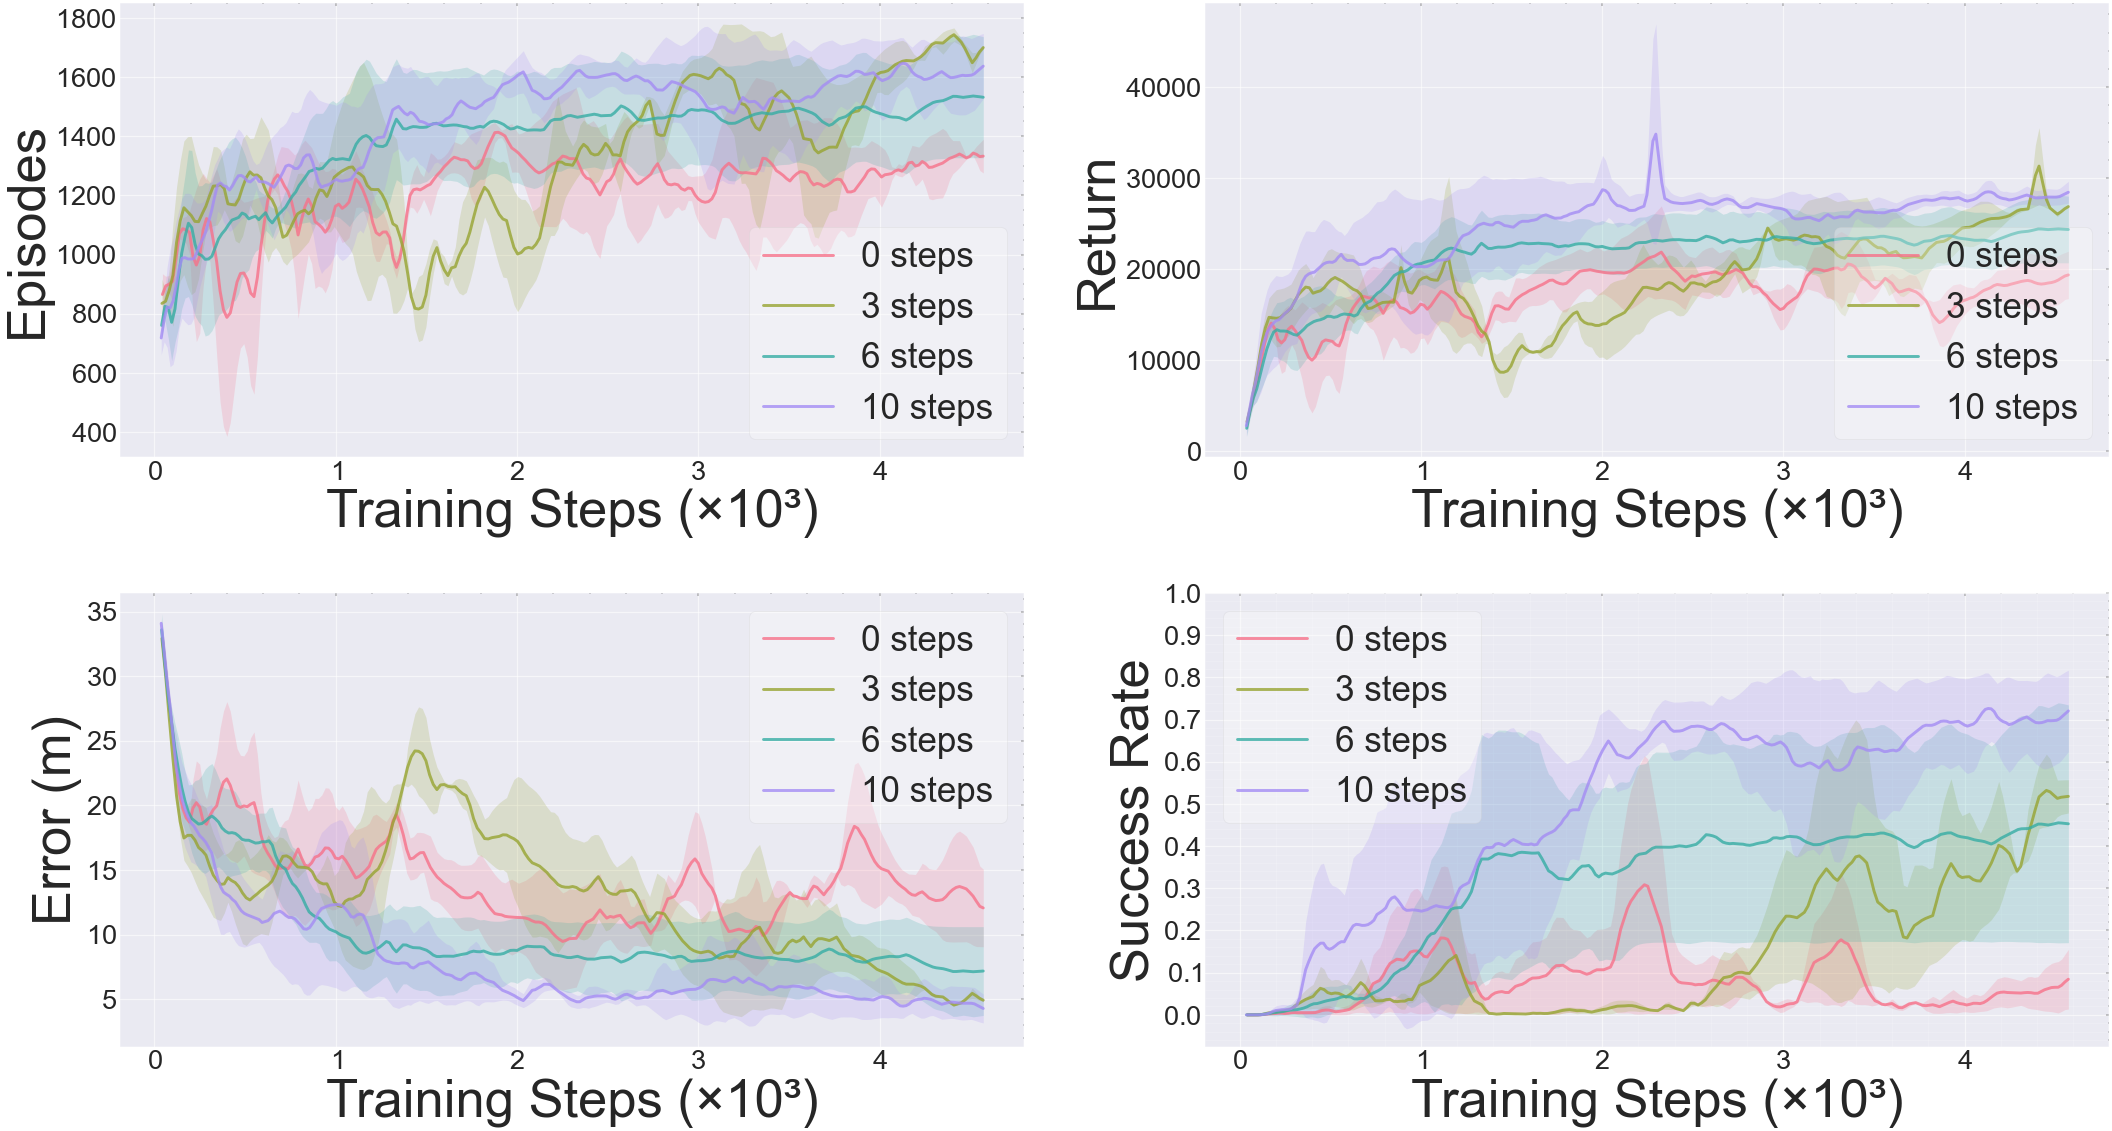 Episodes
1800
1600
1400
1200
1000
800
600
400
0 steps
3 steps
6 steps
10 steps
0 1 2 3 4
Training Steps (×10³)
Return
40000
30000
20000
10000
0
0 steps
3 steps
6 steps
10 steps
0 1 2 3 4
Training Steps (×10³)
Error (m)
35
30
25
20
15
10
5
0 steps
3 steps
6 steps
10 steps
0 1 2 3 4
Training Steps (×10³)
Success Rate
1.0
0.9
0.8
0.7
0.6
0.5
0.4
0.3
0.2
0.1
0.0
0 steps
3 steps
6 steps
10 steps
0 1 2 3 4
Training Steps (×10³)